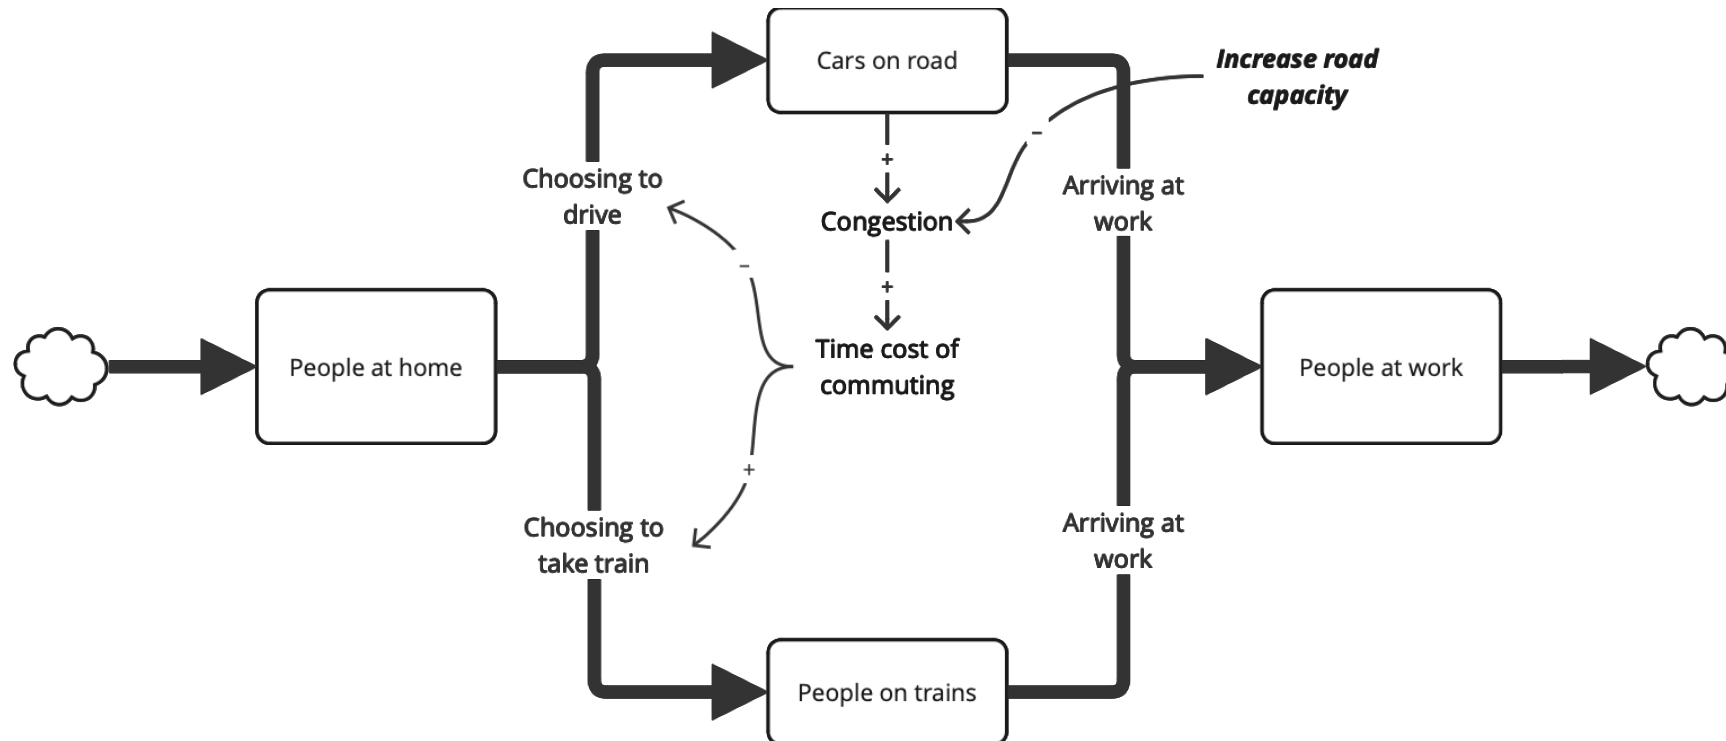 Cars on road
Increase road
capacity
–
+
Choosing to
drive
Arriving at
work
Congestion
–
+
People at home
Time cost of
commuting
People at work
+
Choosing to
take train
Arriving at
work
People on trains